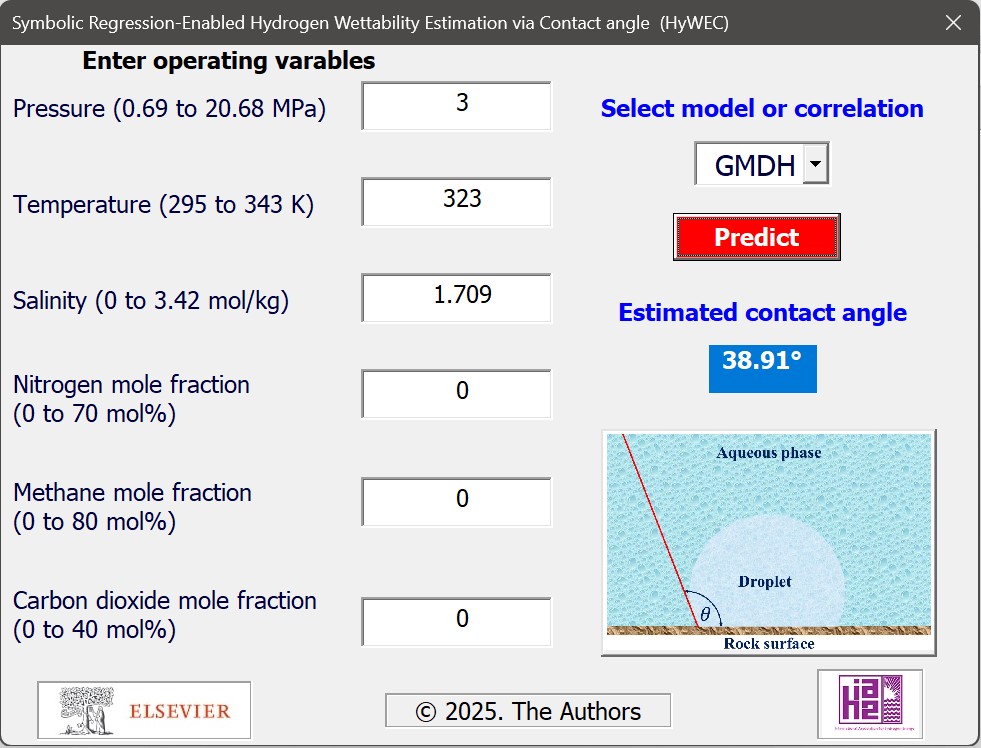 Symbolic Regression-Enabled Hydrogen Wettability Estimation via Contact angle (HyWEC)
Enter operating varables
Pressure (0.69 to 20.68 MPa)
3
Temperature (295 to 343 K)
323
Salinity (0 to 3.42 mol/kg)
1.709
Nitrogen mole fraction
(0 to 70 mol%)
0
Methane mole fraction
(0 to 80 mol%)
0
Carbon dioxide mole fraction
(0 to 40 mol%)
0
Select model or correlation
GMDH
Predict
Estimated contact angle
38.91°
Aqueous phase
Droplet
θ
Rock surface
ELSEVIER
© 2025. The Authors